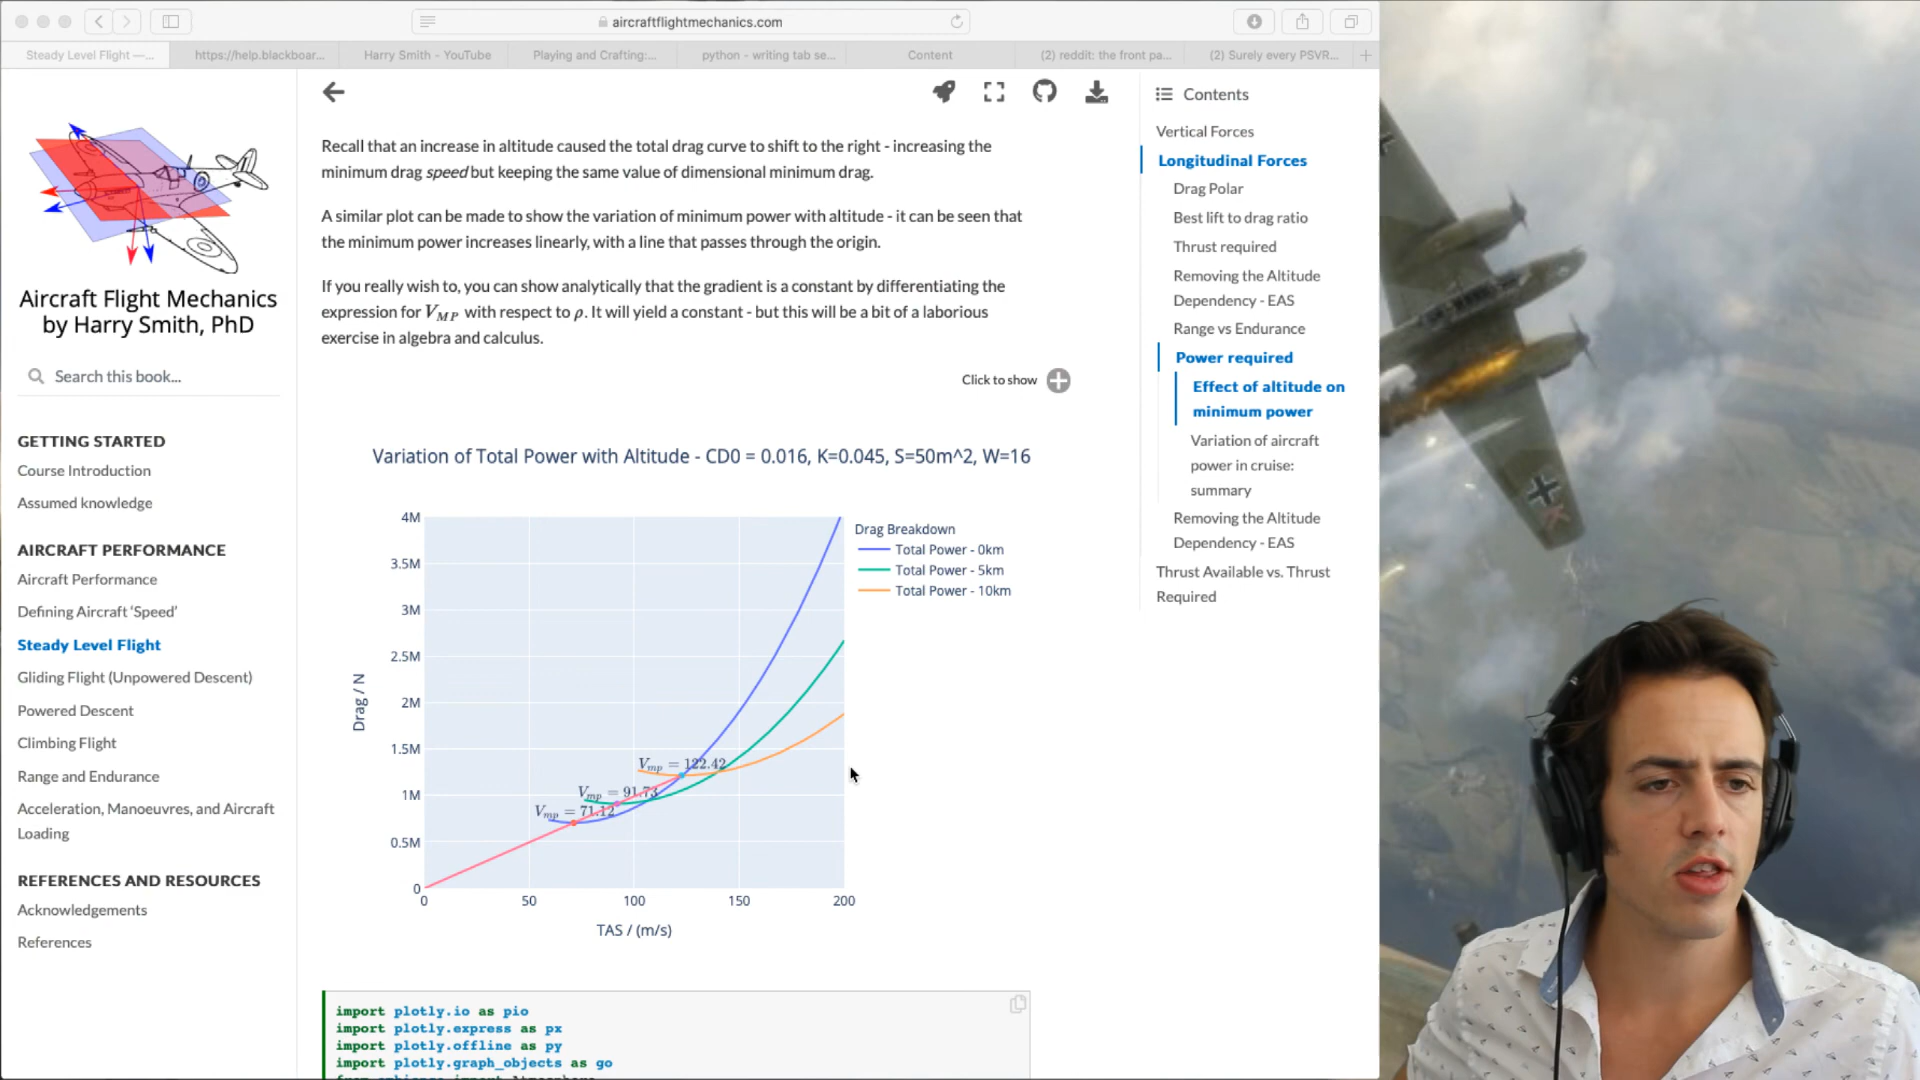 aircraftflightmechanics.com
Steady Level Flight —...
https://help.blackboar...
Harry Smith - YouTube
Playing and Crafting:...
python - writing tab se...
Content
(2) reddit: the front pa...
(2) Surely every PSVR...
Aircraft Flight Mechanics
by Harry Smith, PhD
Search this book...
GETTING STARTED
Course Introduction
Assumed knowledge
AIRCRAFT PERFORMANCE
Aircraft Performance
Defining Aircraft ‘Speed’
Steady Level Flight
Gliding Flight (Unpowered Descent)
Powered Descent
Climbing Flight
Range and Endurance
Acceleration, Manoeuvres, and Aircraft
Loading
REFERENCES AND RESOURCES
Acknowledgements
References
Recall that an increase in altitude caused the total drag curve to shift to the right - increasing the
minimum drag speed but keeping the same value of dimensional minimum drag.
A similar plot can be made to show the variation of minimum power with altitude - it can be seen that
the minimum power increases linearly, with a line that passes through the origin.
If you really wish to, you can show analytically that the gradient is a constant by differentiating the
expression for V_MP with respect to ρ. It will yield a constant - but this will be a bit of a laborious
exercise in algebra and calculus.
Click to show
Variation of Total Power with Altitude - CD0 = 0.016, K=0.045, S=50m^2, W=16
4M
3.5M
3M
2.5M
2M
1.5M
1M
0.5M
0
Drag / N
V_mp = 122.42
V_mp = 91.73
V_mp = 71.12
0
50
100
150
200
TAS / (m/s)
Drag Breakdown
Total Power - 0km
Total Power - 5km
Total Power - 10km
import plotly.io as pio
import plotly.express as px
import plotly.offline as py
import plotly.graph_objects as go
Contents
Vertical Forces
Longitudinal Forces
Drag Polar
Best lift to drag ratio
Thrust required
Removing the Altitude
Dependency - EAS
Range vs Endurance
Power required
Effect of altitude on
minimum power
Variation of aircraft
power in cruise:
summary
Removing the Altitude
Dependency - EAS
Thrust Available vs. Thrust
Required